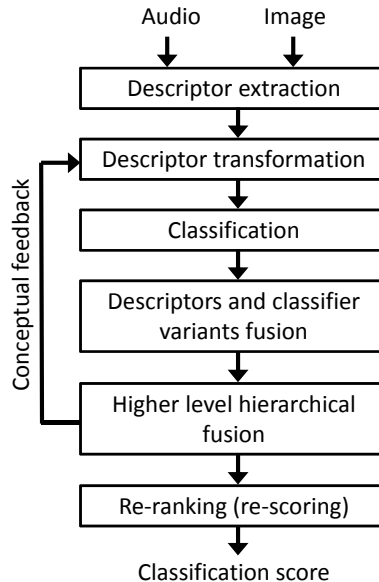 Audio Image
Descriptor extraction
Descriptor transformation
Conceptual feedback
Classification
Descriptors and classifier
variants fusion
Higher level hierarchical
fusion
Re-ranking (re-scoring)
Classification score